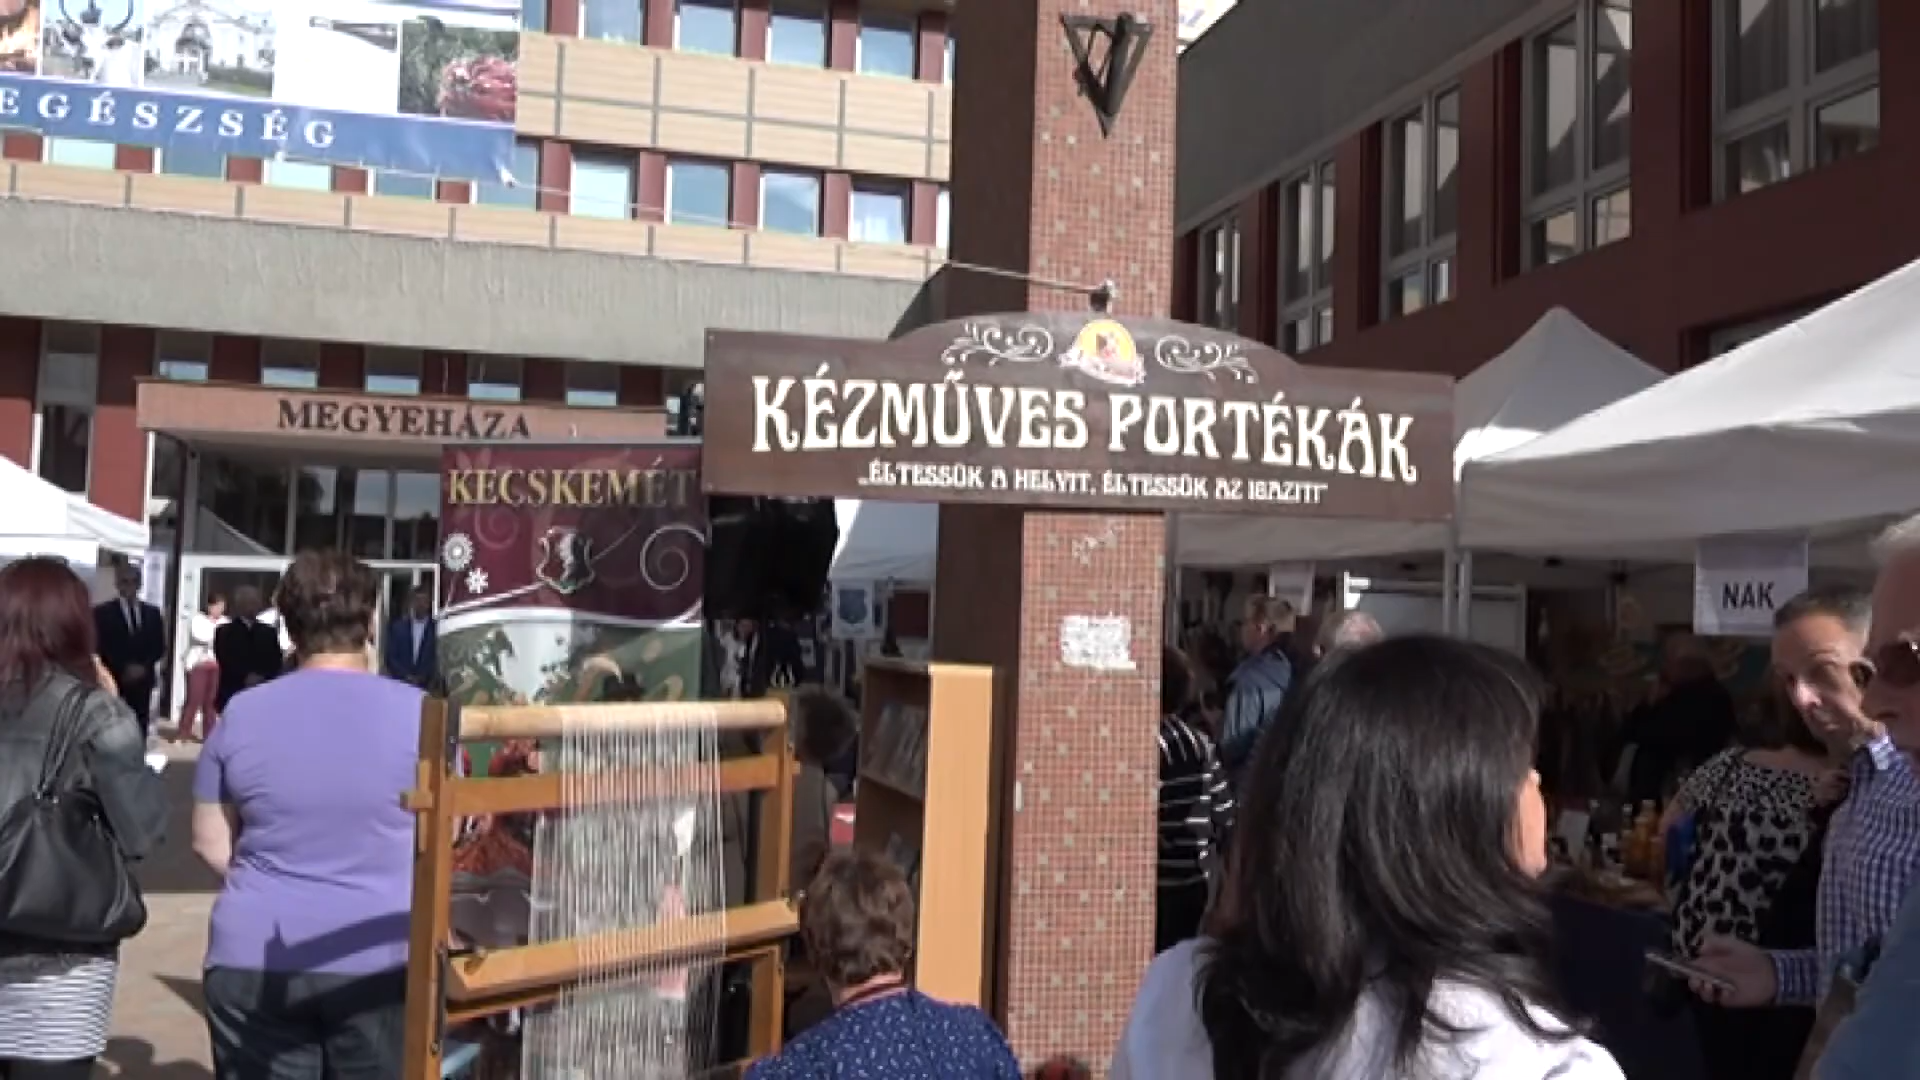 EGÉSZSÉG
MEGYEHÁZA
KECSKEMÉT
KÉZMŰVES PORTÉKÁK
„ÉLTESSÜK A HELYIT, ÉLTESSÜK AZ IGAZIT!”
NAK